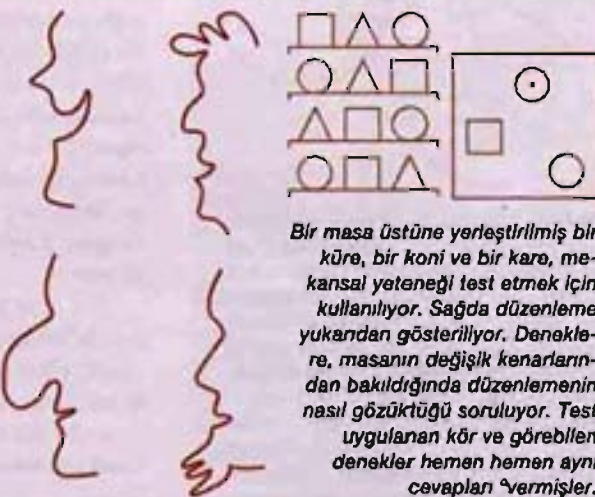 Bir masa üstüne yerleştirilmiş bir
küre, bir koni ve bir kare, me-
kansal yeteneği test etmek için
kullanılıyor. Sağda düzenleme
yukarıdan gösteriliyor. Denekle-
re, masanın değişik kenarların-
dan bakıldığında düzenlemenin
nasıl gözüktüğü soruluyor. Test
uygulanan kör ve görebilen
denekler hemen hemen aynı
cevapları vermişler.